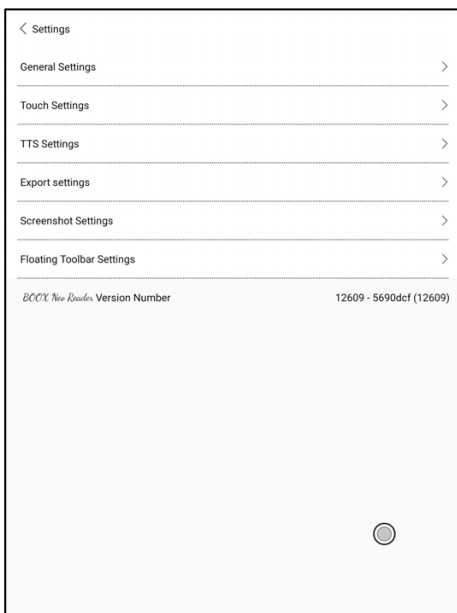 Settings
General Settings
Touch Settings
TTS Settings
Export settings
Screenshot Settings
Floating Toolbar Settings
BOOX Neo Reader Version Number 12609 - 5690dcf (12609)